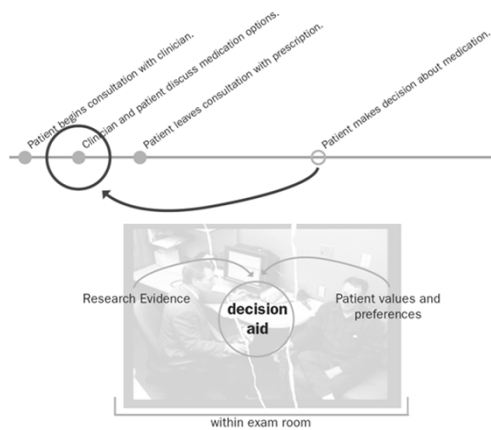 Patient begins consultation with clinician.
Clinician and patient discuss medication options.
Patient leaves consultation with prescription.
Patient makes decision about medication.
Research Evidence
decision
aid
Patient values and
preferences
within exam room